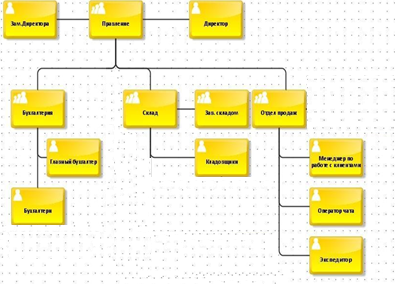 Зам.Директора
Правление
Директор
Бухгалтерия
Склад
Зав. складом
Отдел продаж
Главный бухгалтер
Кладовщики
Менеджер по
работе с клиентами
Бухгалтерия
Оператор чата
Экспедитор